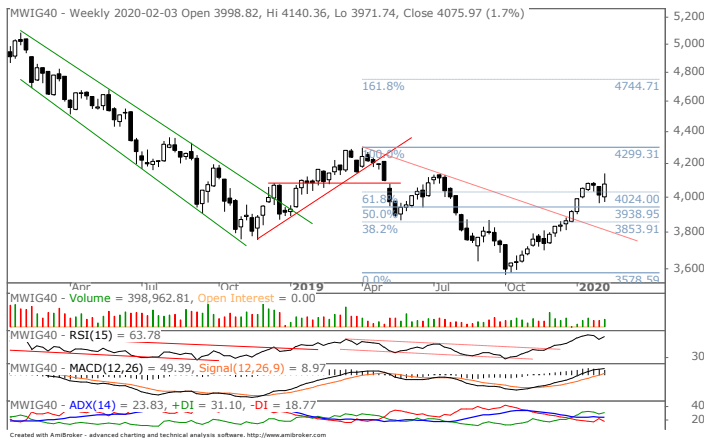 MWIG40 - Weekly 2020-02-03 Open 3998.82, Hi 4140.36, Lo 3971.74, Close 4075.97 (1.7%)
5,200
5,000
4,800
161.8% 4744.71
4,600
4,400
100.0% 4299.31
4,200
61.8% 4024.00
4,000
50.0% 3938.95
38.2% 3853.91
3,800
3,600
0.0% 3578.59
Apr Jul Oct 2019 Apr Jul Oct 2020
MWIG40 - Volume = 398,962.81, Open Interest = 0.00
MWIG40 - RSI(15) = 63.78
30
MWIG40 - MACD(12,26) = 49.39, Signal(12,26,9) = 8.97
MWIG40 - ADX(14) = 23.83, +DI = 31.10, -DI = 18.77
40
20
Created with AmiBroker - advanced charting and technical analysis software. http://www.amibroker.com